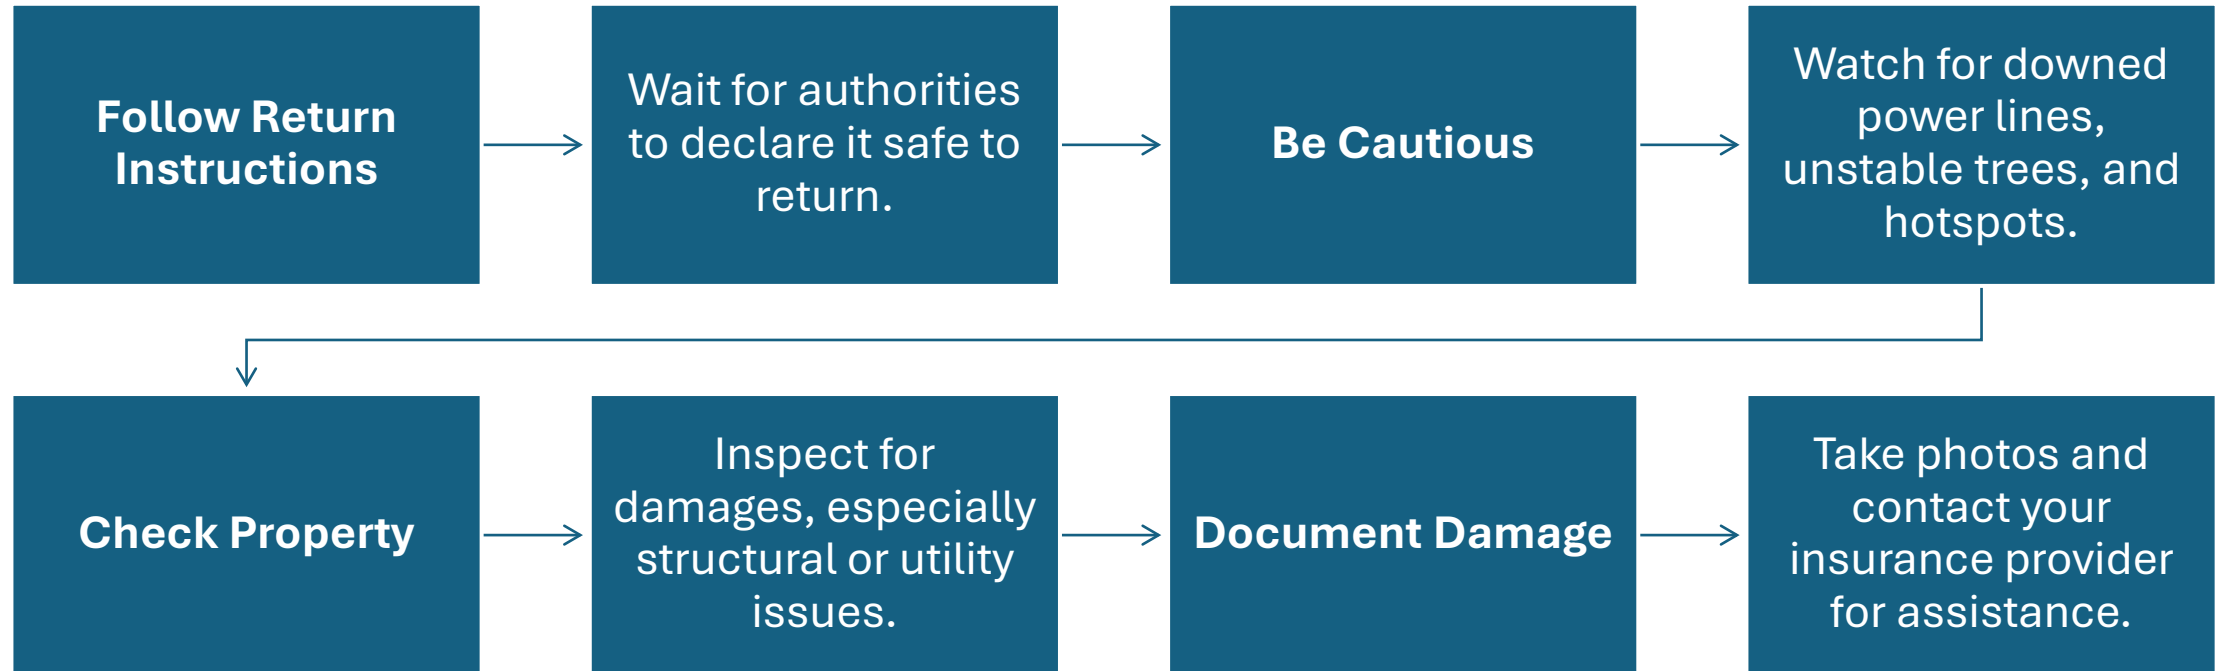 Follow Return
Instructions
Wait for authorities
to declare it safe to
return.
Be Cautious
Watch for downed
power lines,
unstable trees, and
hotspots.
Check Property
Inspect for
damages, especially
structural or utility
issues.
Document Damage
Take photos and
contact your
insurance provider
for assistance.